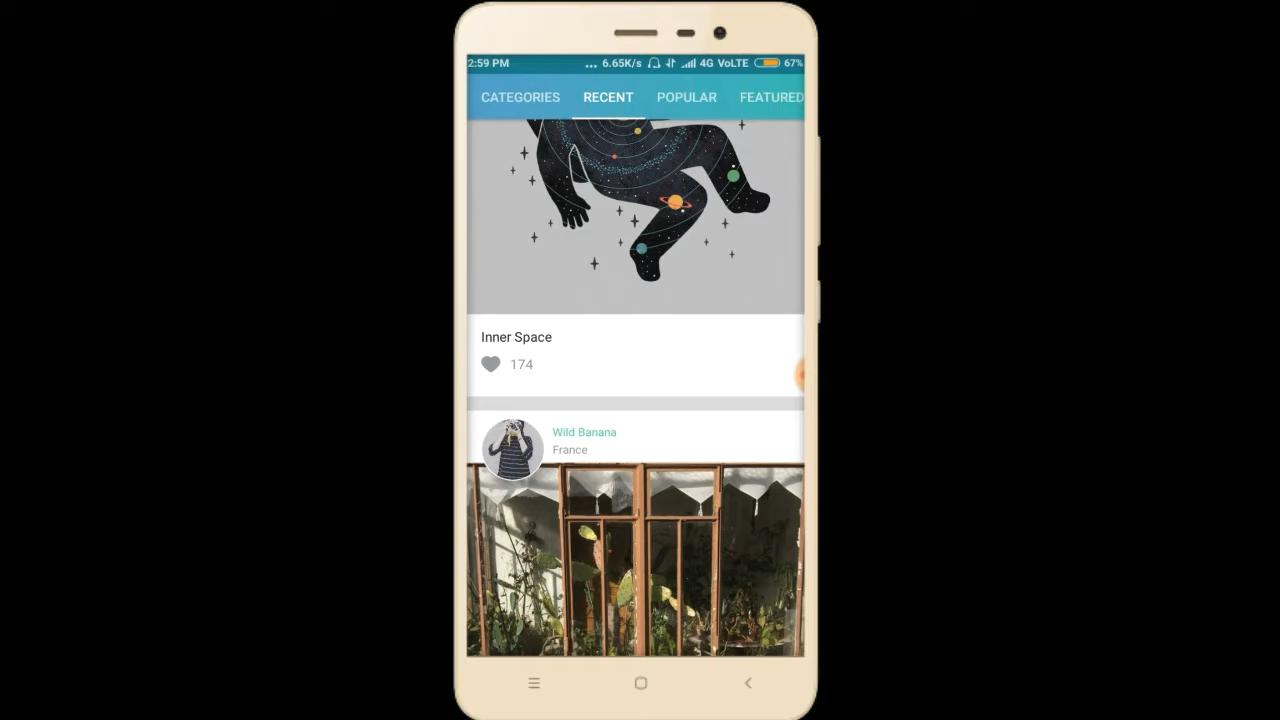 2:59 PM ... 6.65K/s 4G VoLTE 67%
CATEGORIES RECENT POPULAR FEATURED
Inner Space
174
Wild Banana
France